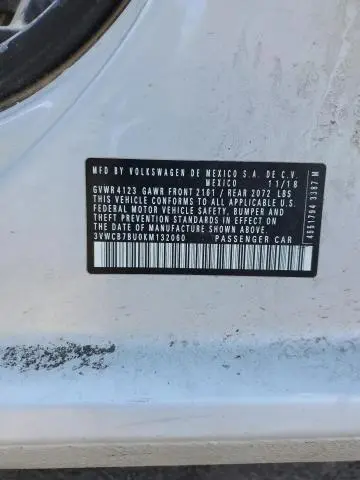 MFD BY VOLKSWAGEN DE MEXICO S.A. DE C.V.
MEXICO 11/18
GVWR 4123 GAWR FRONT 2161 / REAR 2072 LBS
THIS VEHICLE CONFORMS TO ALL APPLICABLE U.S.
FEDERAL MOTOR VEHICLE SAFETY, BUMPER AND
THEFT PREVENTION STANDARDS IN EFFECT ON
THE DATE OF MANUFACTURE SHOWN ABOVE.
3VWCB7BU0KM132060 PASSENGER CAR
4551794 3387 M